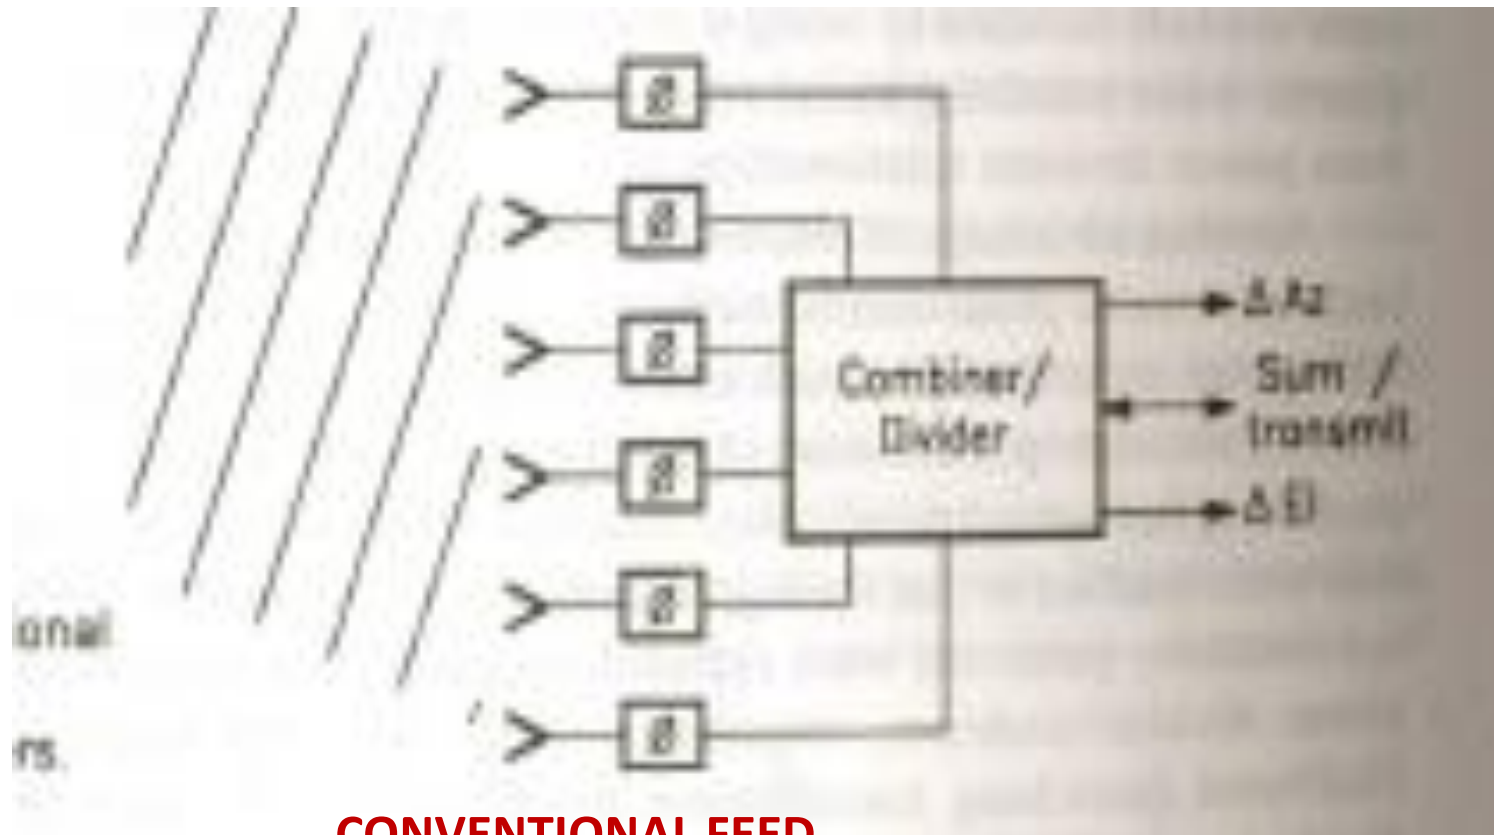 Ø
Ø
Ø
Ø
Ø
Ø
Combiner/
Divider
Δ Az
Sum /
transmit
Δ El
onal
rs.
CONVENTIONAL FEED